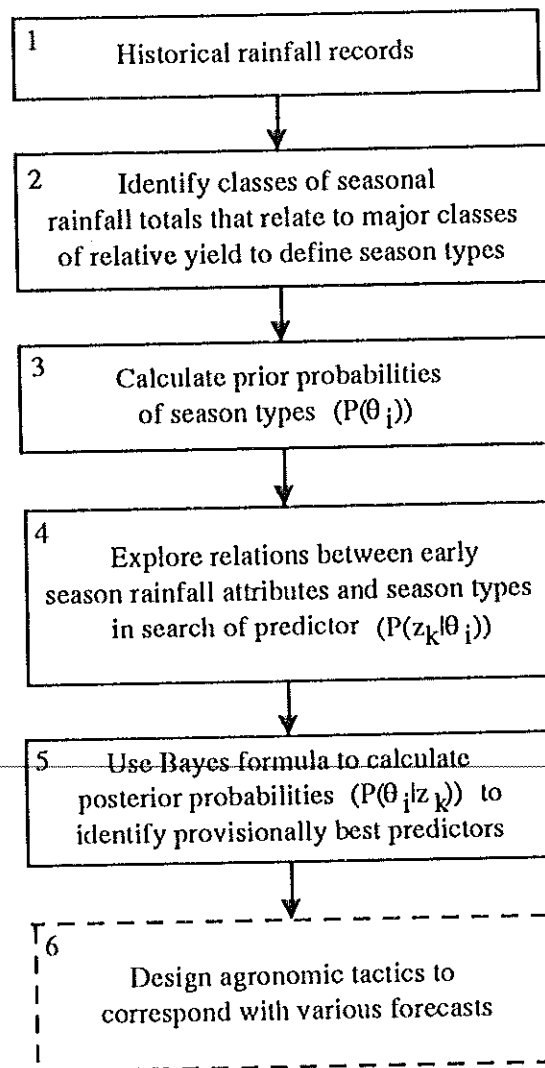 1
Historical rainfall records
2
Identify classes of seasonal
rainfall totals that relate to major classes
of relative yield to define season types
3
Calculate prior probabilities
of season types (P(θ i))
4
Explore relations between early
season rainfall attributes and season types
in search of predictor (P(zk|θ i))
5
Use Bayes formula to calculate
posterior probabilities (P(θ i|z k)) to
identify provisionally best predictors
6
Design agronomic tactics to
correspond with various forecasts